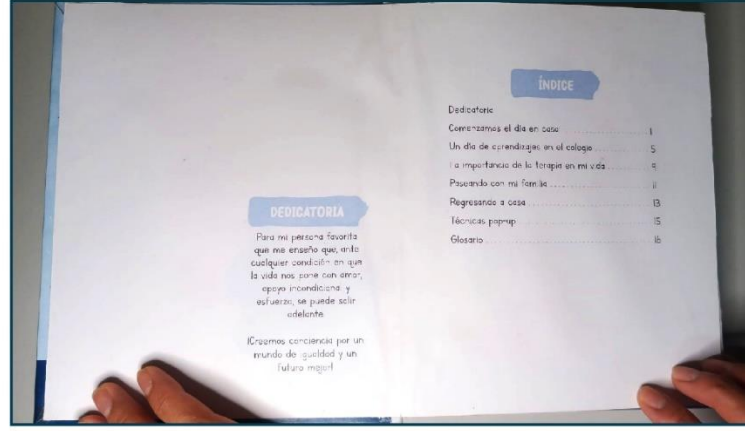 DEDICATORIA
Para mi persona favorita
que me enseño que, ante
cualquier condición en que
la vida nos pone con amor,
apoyo incondicional y
esfuerzo, se puede salir
adelante.
¡Creemos conciencia por un
mundo de igualdad y un
futuro mejor!
ÍNDICE
Dedicatoria
Comenzamos el día en casa 1
Un día de aprendizajes en el colegio 5
La importancia de la terapia en mi vida 9
Paseando con mi familia
Regresando a casa 13
Técnicas pop-up 15
Glosario 16